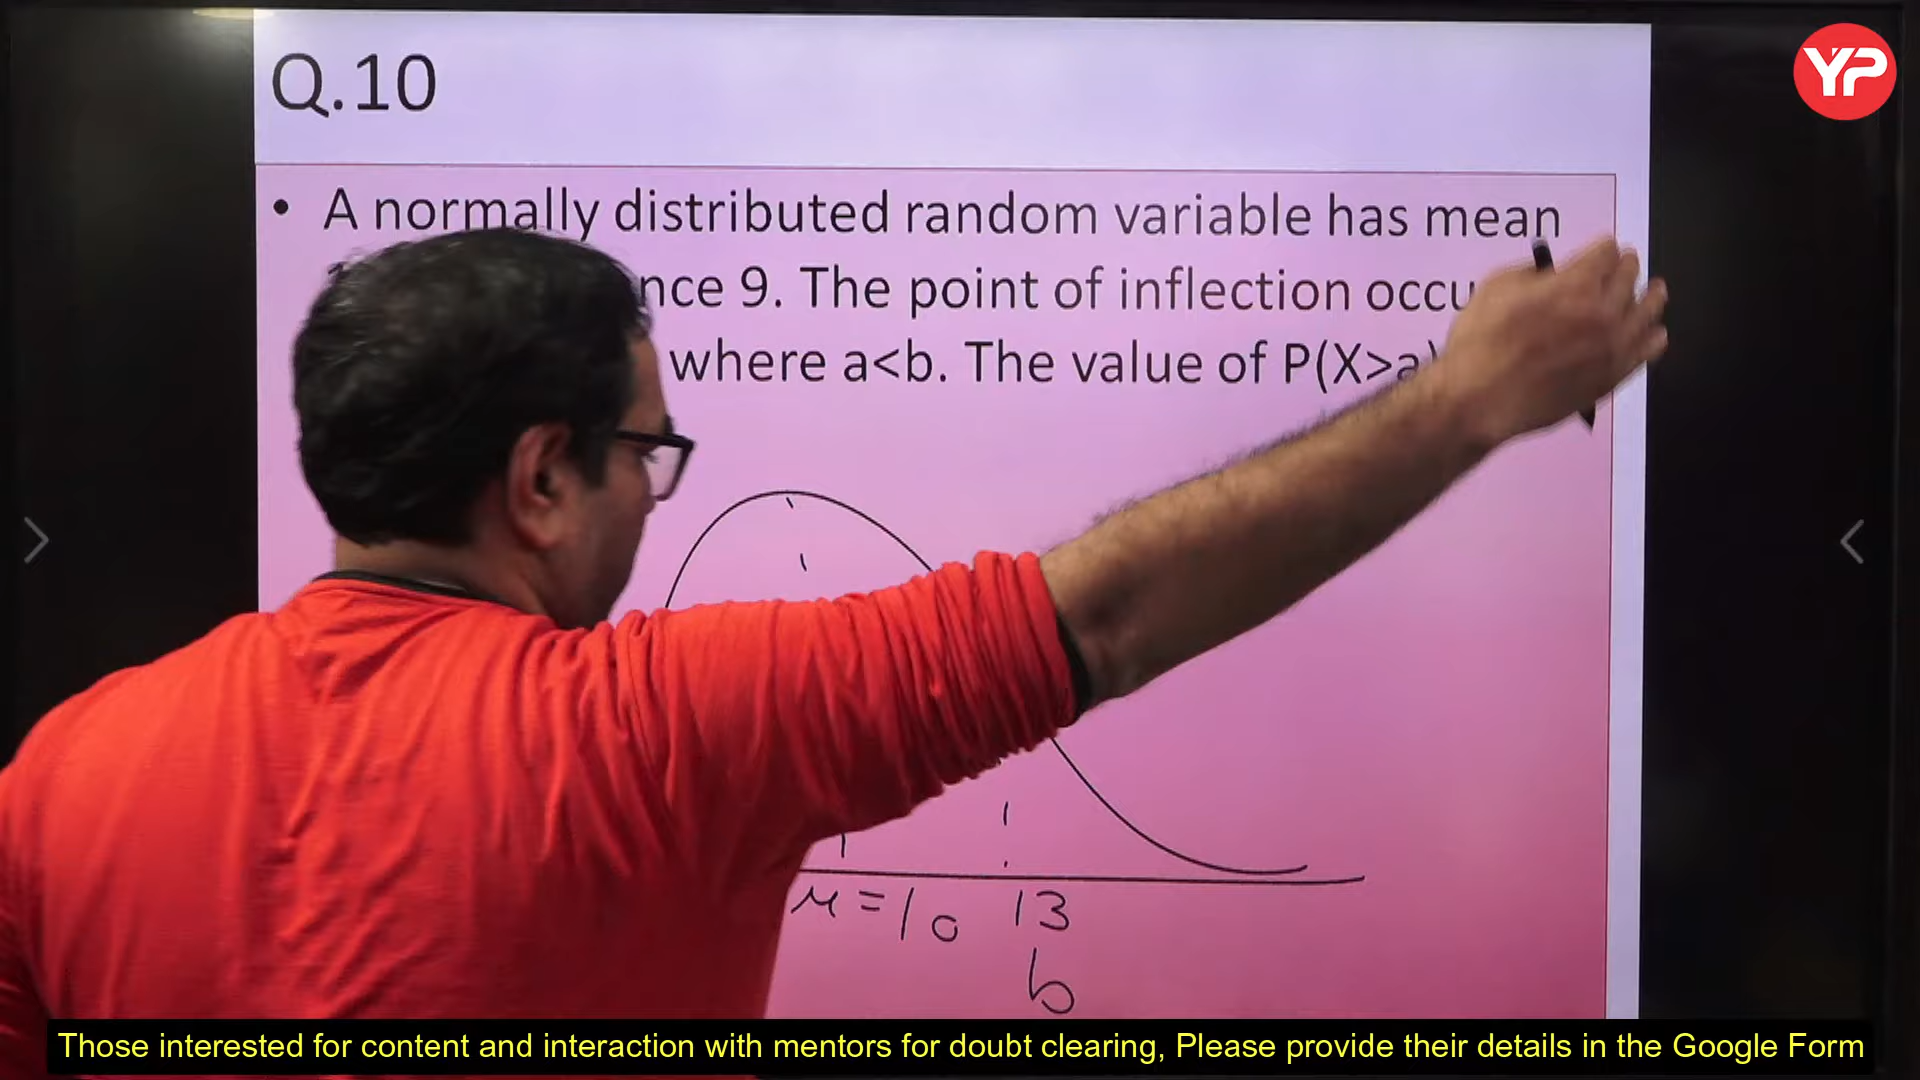 YP
Q.10
• A normally distributed random variable has mean
9. The point of inflection
where a<b. The value of P(X>a)
μ=10 13
b
Those interested for content and interaction with mentors for doubt clearing, Please provide their details in the Google Form